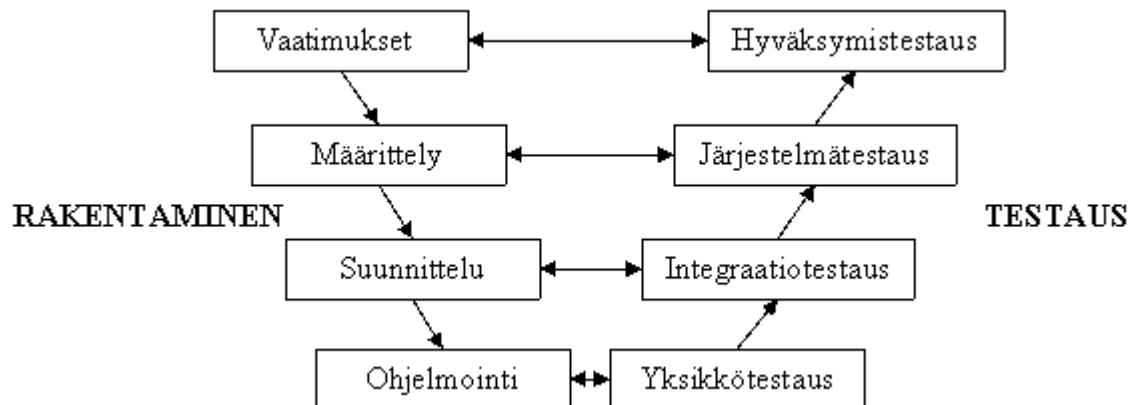 Vaatimukset
Hyväksymistestaus
Määrittely
Järjestelmätestaus
RAKENTAMINEN
TESTAUS
Suunnittelu
Integraatiotestaus
Ohjelmointi
Yksikkötestaus